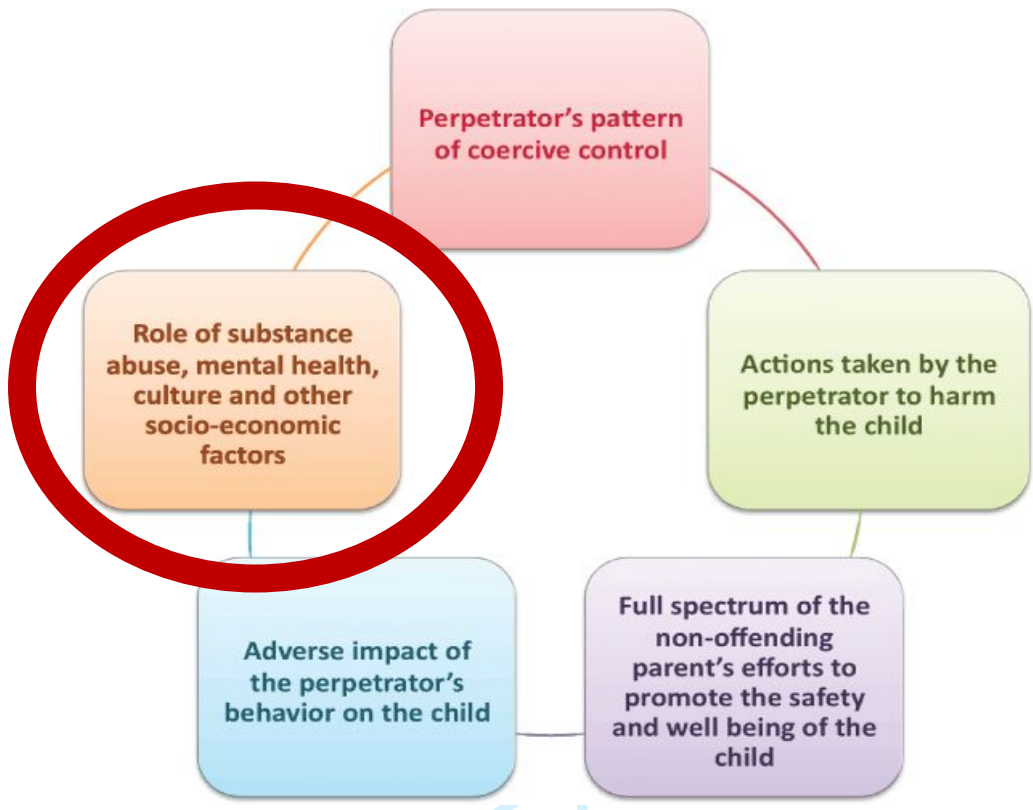 Perpetrator's pattern
of coercive control
Actions taken by the
perpetrator to harm
the child
Full spectrum of the
non-offending
parent's efforts to
promote the safety
and well being of the
child
Adverse impact of
the perpetrator's
behavior on the child
Role of substance
abuse, mental health,
culture and other
socio-economic
factors